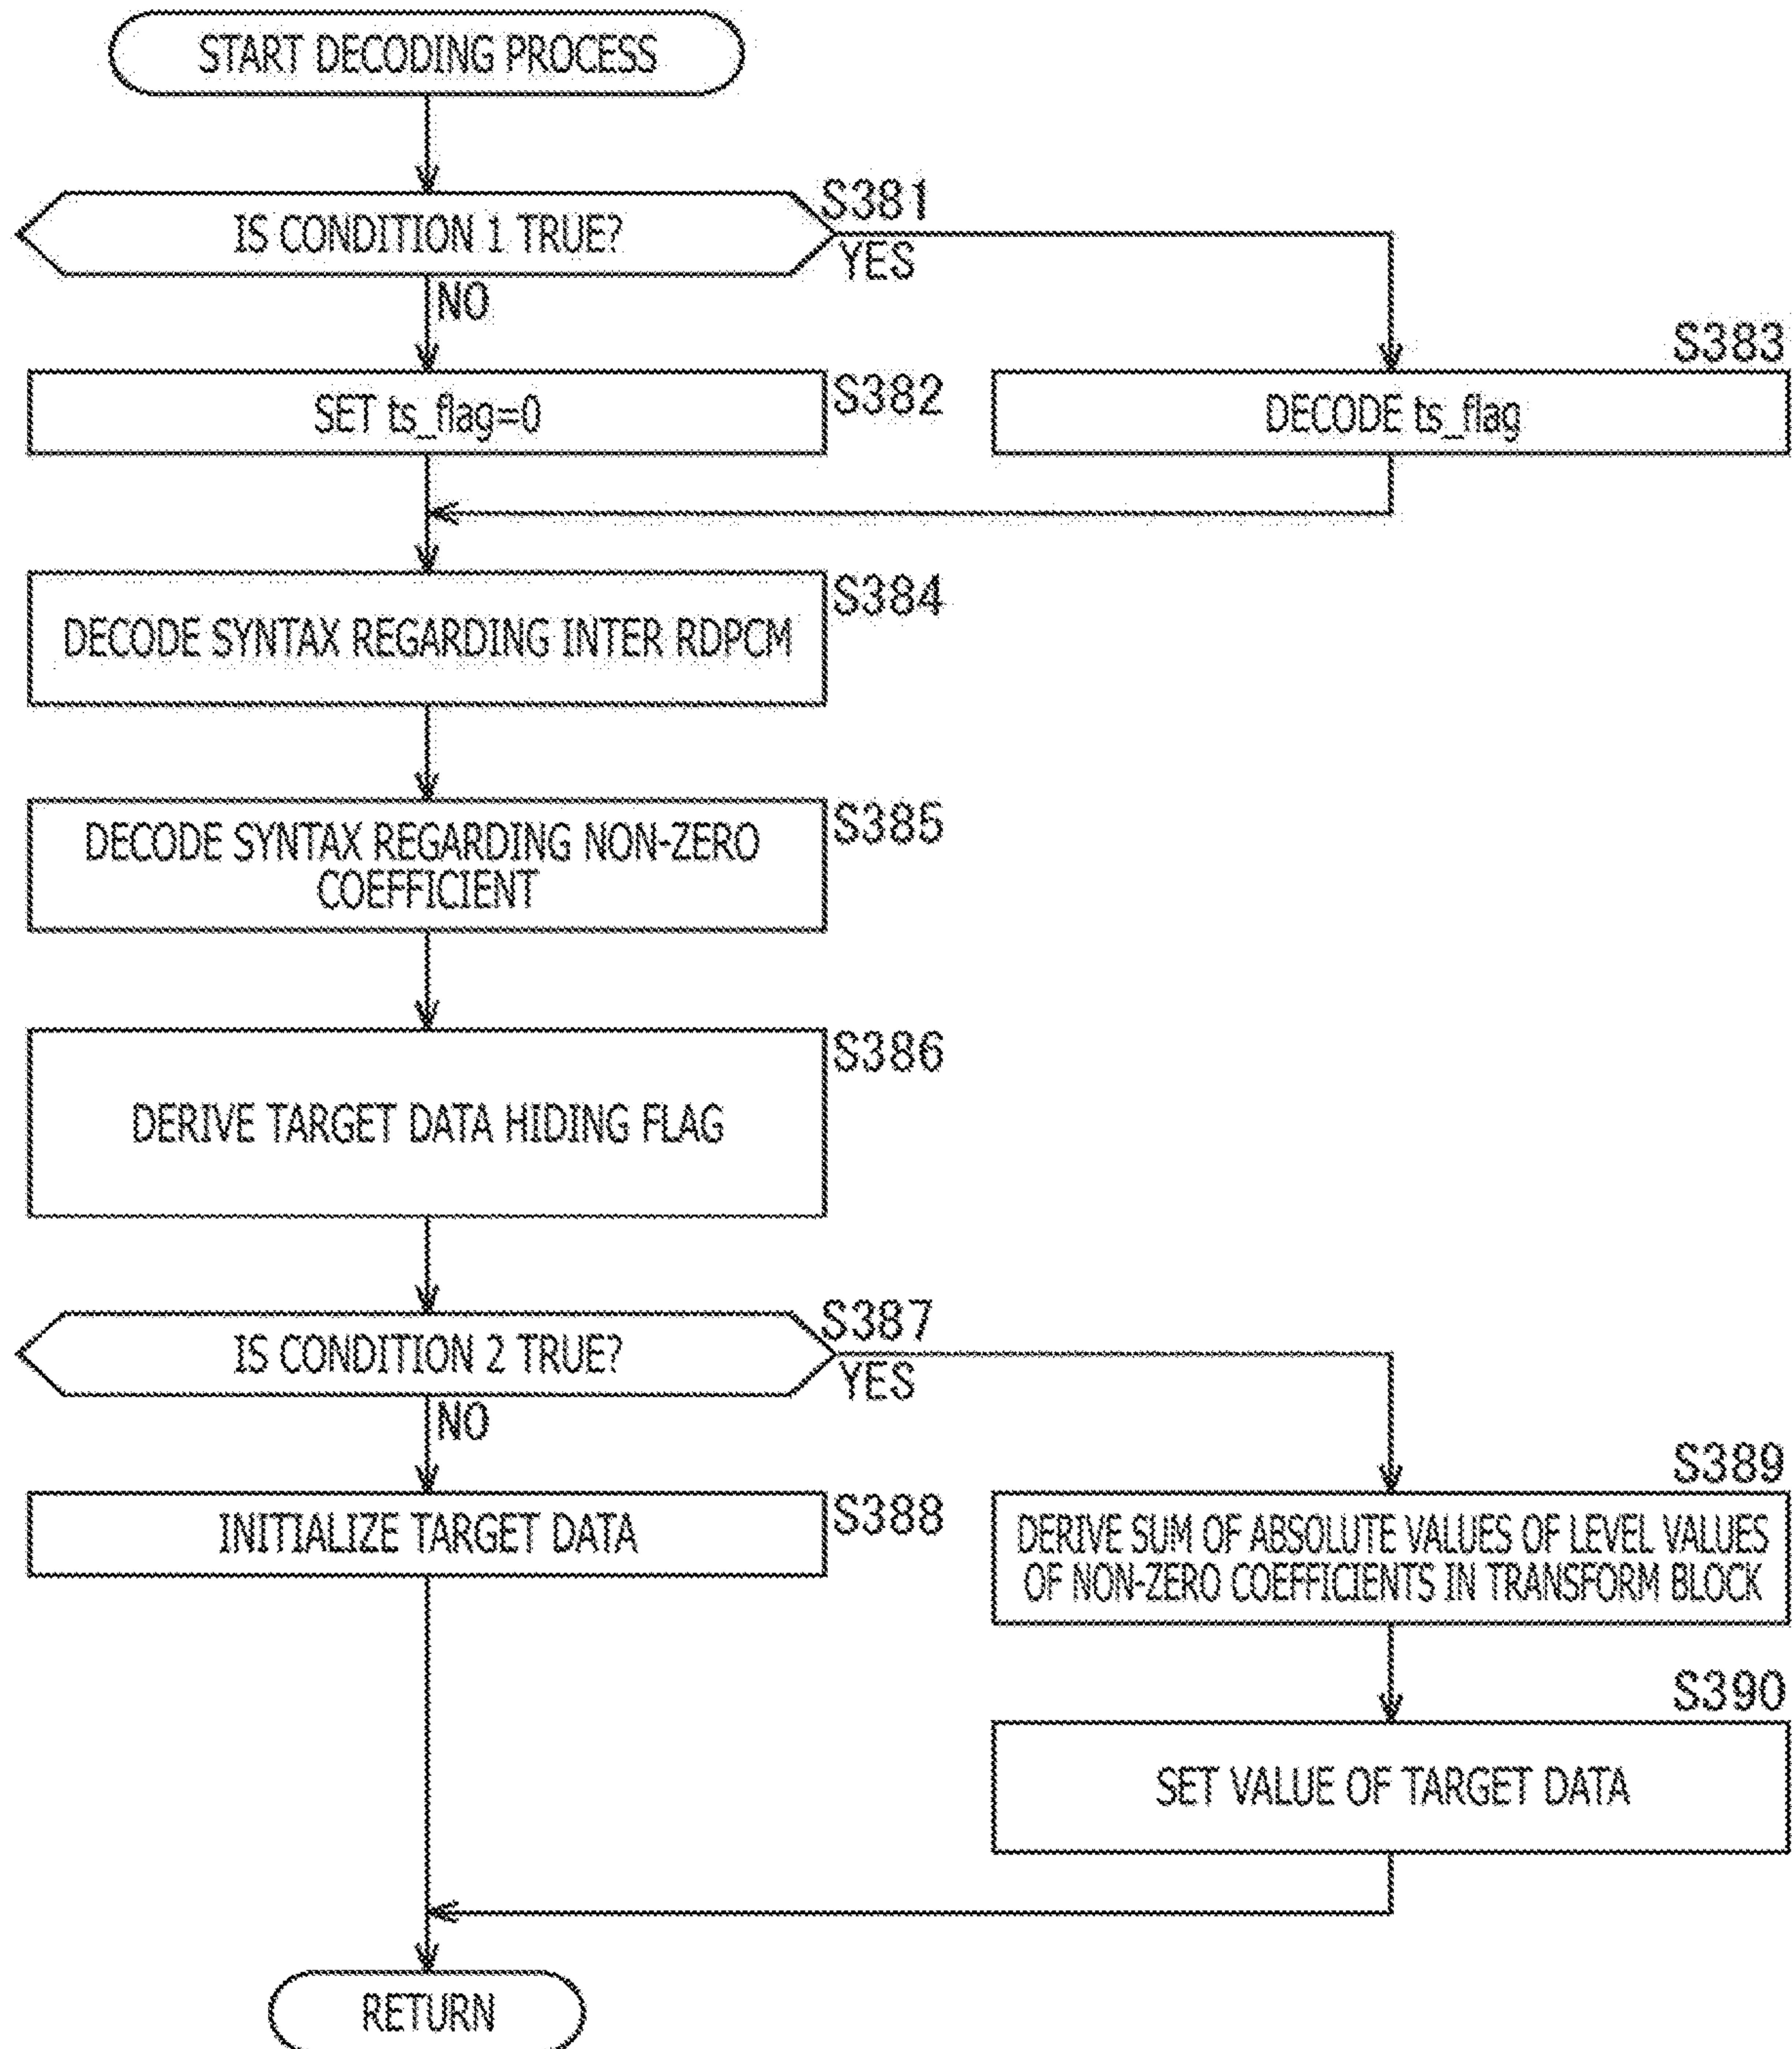 START DECODING PROCESS
S381
IS CONDITION 1 TRUE?
YES
NO
S383
S382
SET ts_flag=0
DECODE ts_flag
S384
DECODE SYNTAX REGARDING INTER RDPCM
S385
DECODE SYNTAX REGARDING NON-ZERO
COEFFICIENT
S386
DERIVE TARGET DATA HIDING FLAG
S387
IS CONDITION 2 TRUE?
YES
NO
S389
S388
INITIALIZE TARGET DATA
DERIVE SUM OF ABSOLUTE VALUES OF LEVEL VALUES
OF NON-ZERO COEFFICIENTS IN TRANSFORM BLOCK
S390
SET VALUE OF TARGET DATA
RETURN